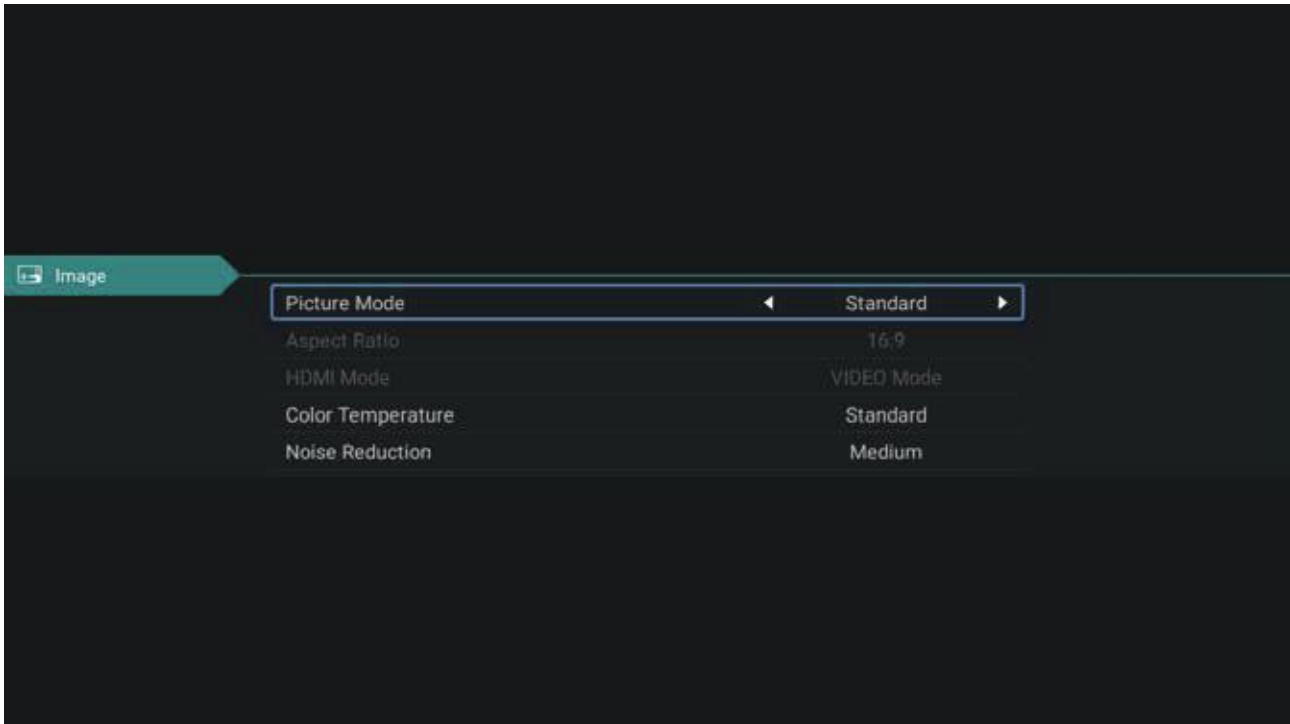 Image
Picture Mode Standard
Aspect Ratio 16:9
HDMI Mode VIDEO Mode
Color Temperature Standard
Noise Reduction Medium